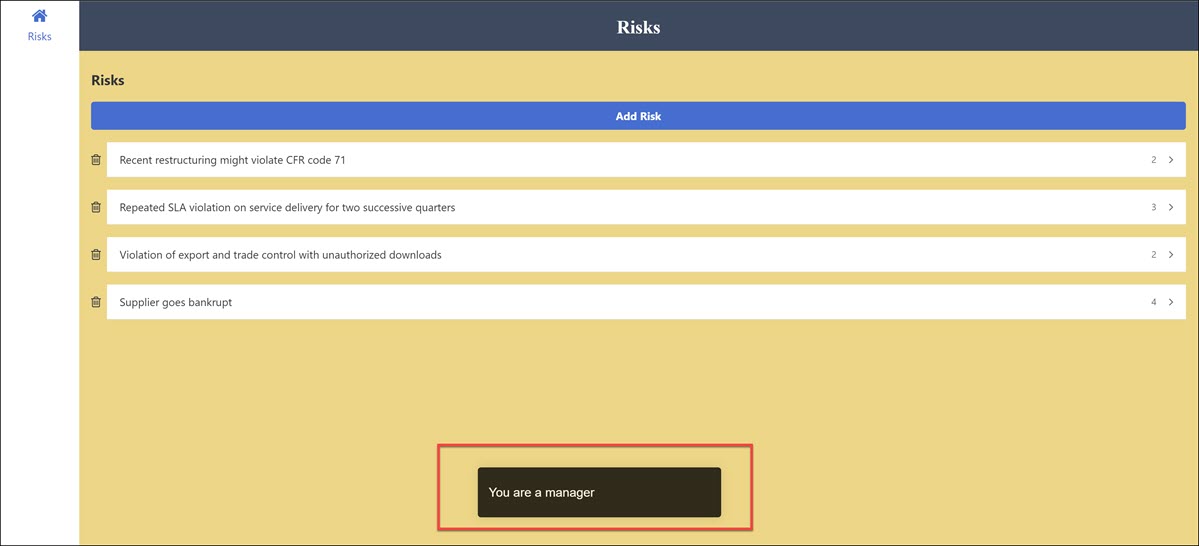 Risks
Risks
Risks
Add Risk
Recent restructuring might violate CFR code 71 2
Repeated SLA violation on service delivery for two successive quarters 3
Violation of export and trade control with unauthorized downloads 2
Supplier goes bankrupt 4
You are a manager